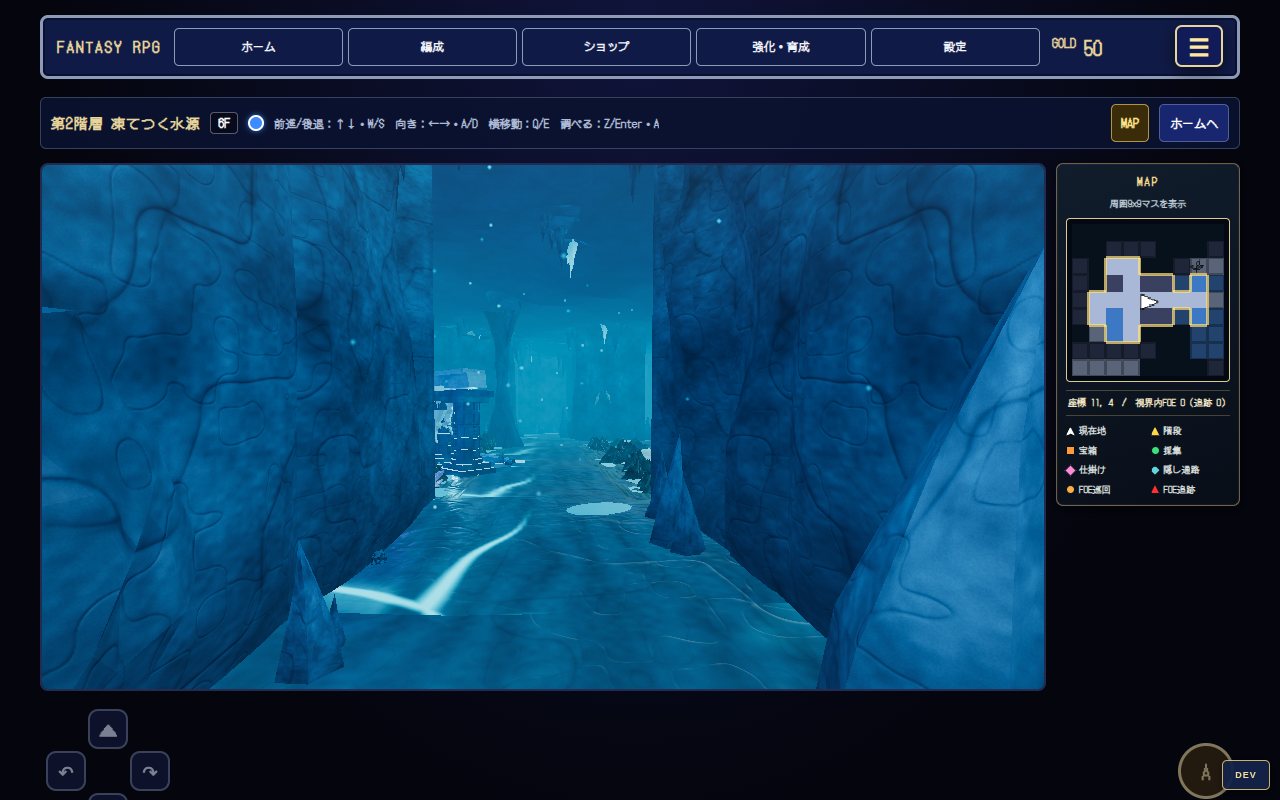 FANTASY RPG
ホーム
編成
ショップ
強化・育成
設定
GOLD 50
第2階層 凍てつく水源
6F
前進/後退：↑↓・W/S 向き：←→・A/D 横移動：Q/E 調べる：Z/Enter・A
MAP
ホームへ
MAP
周囲9x9マスを表示
座標 11, 4 / 視界内FOE 0 (追跡 0)
現在地
階段
宝箱
採集
仕掛け
隠し通路
FOE巡回
FOE追跡
A
DEV